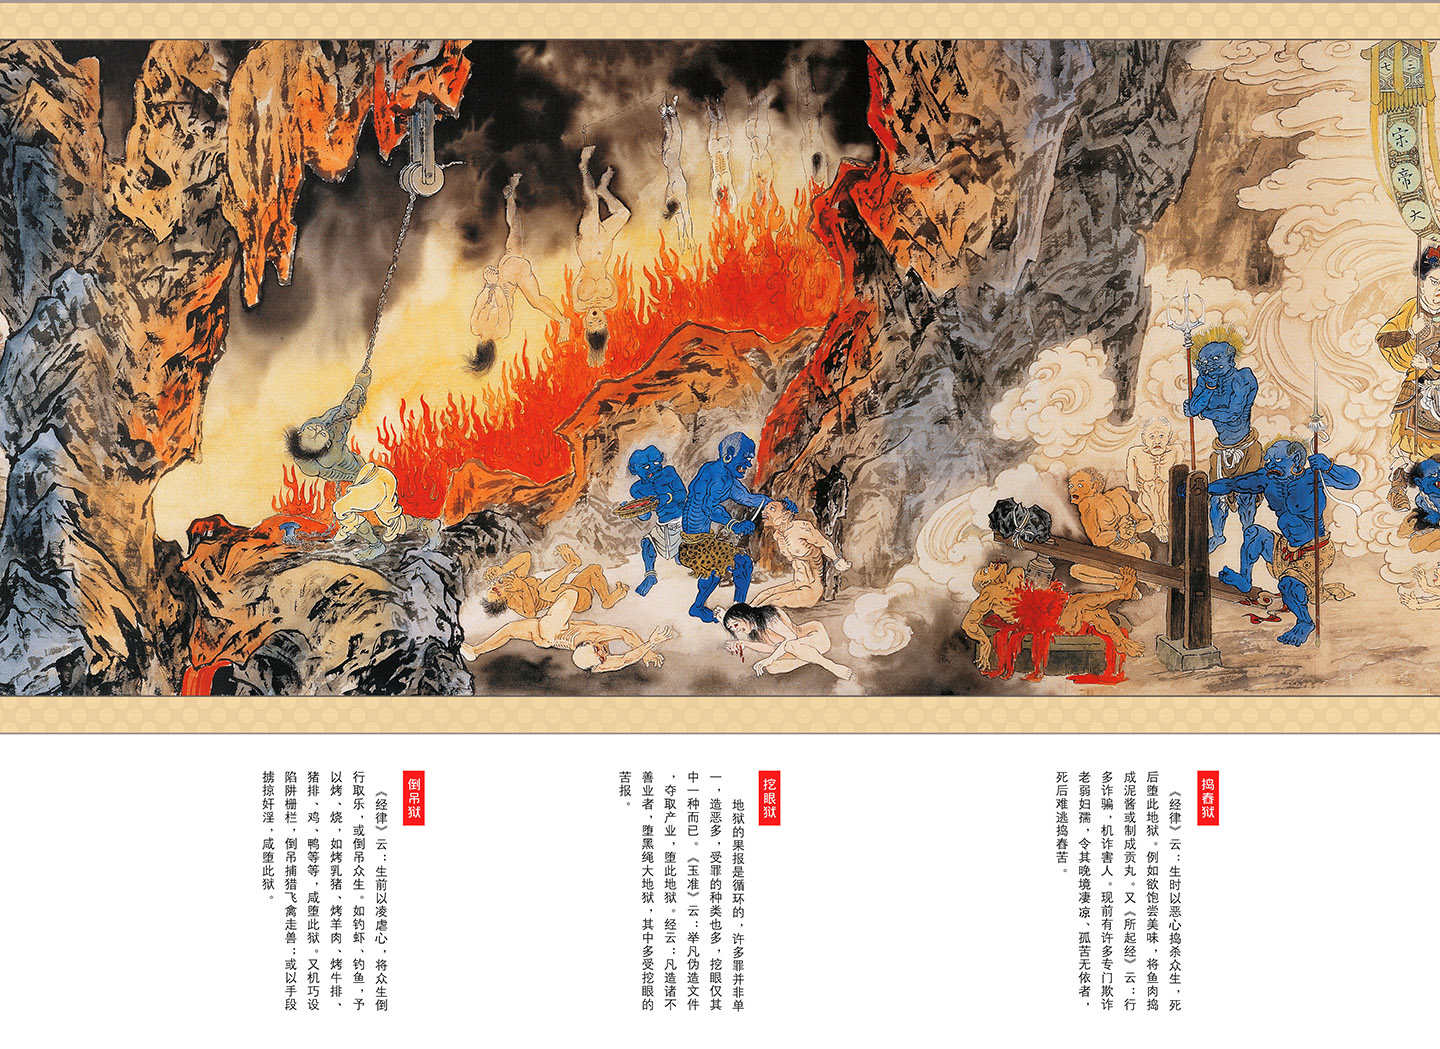 三七
宋帝大
捣舂狱
《经律》云：生时以恶心捣杀众生，死
后堕此地狱。例如欲饱尝美味，将鱼肉捣
成泥酱或制成贡丸。又《所起经》云：行
多诈骗，机诈害人。现前有许多专门欺诈
老弱妇孺，令其晚境凄凉、孤苦无依者，
死后难逃捣舂苦。
挖眼狱
地狱的果报是循环的，许多罪并非单
一，造恶多，受罪的种类也多，挖眼仅其
中一种而已。《玉准》云：举凡伪造文件
，夺取产业，堕此地狱。经云：凡造诸不
善业者，堕黑绳大地狱，其中多受挖眼的
苦报。
倒吊狱
《经律》云：生前以凌虐心，将众生倒
行取乐，或倒吊众生。如钓虾、钓鱼，予
以烤、烧，如烤乳猪、烤羊肉、烤牛排、
猪排、鸡、鸭等等，咸堕此狱。又机巧设
陷阱栅栏，倒吊捕猎飞禽走兽；或以手段
掳掠奸淫，咸堕此狱。